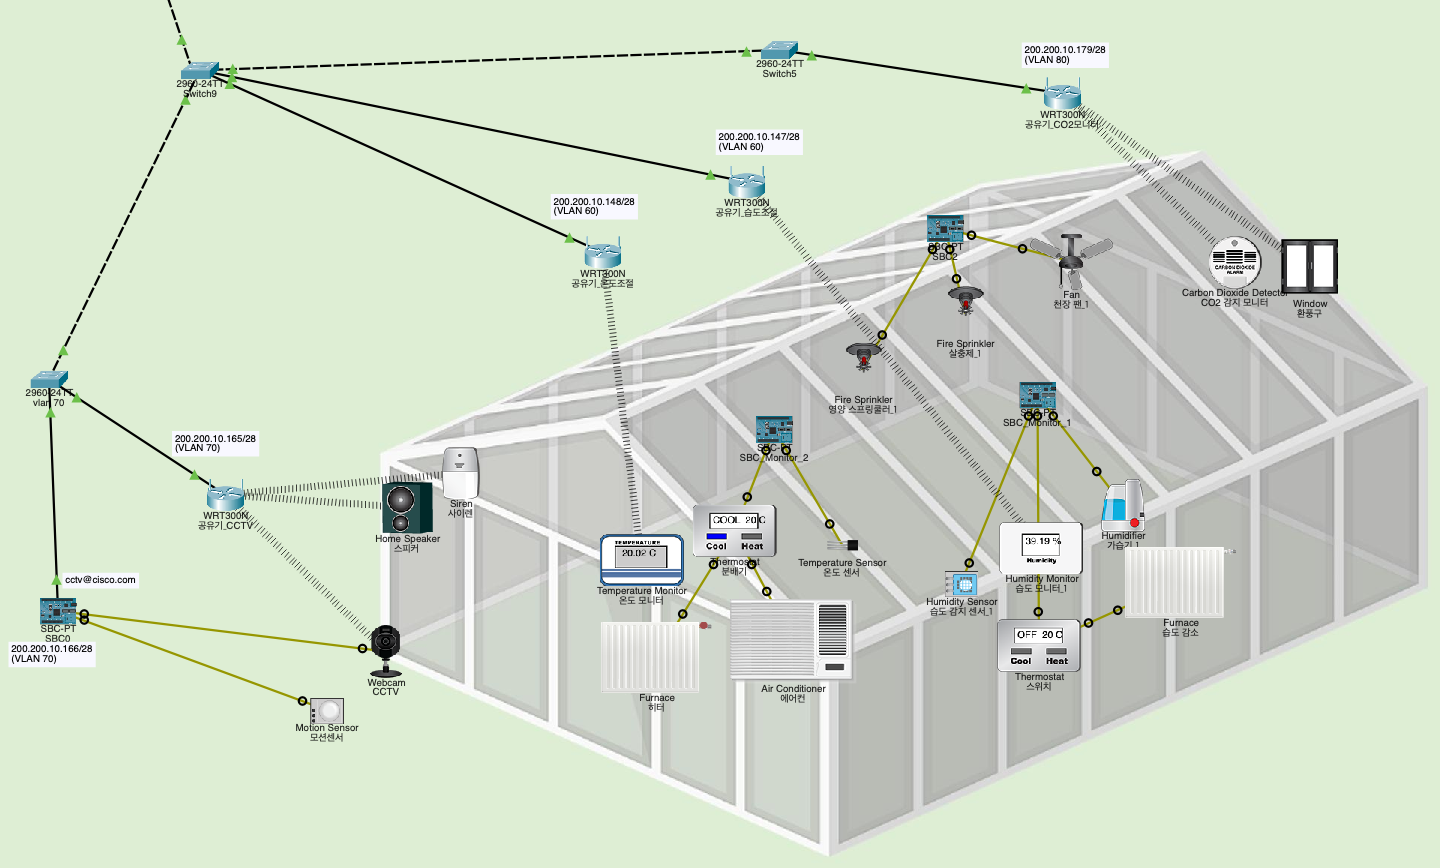 2960-24TT
Switch9
2960-24TT
Switch5
200.200.10.179/28
(VLAN 80)
WRT300N
공유기_CO2모니터
200.200.10.147/28
(VLAN 60)
WRT300N
공유기_습도조절
200.200.10.148/28
(VLAN 60)
WRT300N
공유기_온도조절
SBC-PT
SBC2
Fan
천장 팬_1
CARBON DIOXIDE
ALARM
Carbon Dioxide Detector
CO2 감지 모니터
Window
환풍구
Fire Sprinkler
살충제_1
Fire Sprinkler
영양 스프링쿨러_1
2960-24TT
vlan 70
200.200.10.165/28
(VLAN 70)
WRT300N
공유기_CCTV
Siren
사이렌
Home Speaker
스피커
SBC-PT
SBC_Monitor_2
SBC-PT
SBC_Monitor_1
COOL 20 C
Cool Heat
Thermostat
분배기
TEMPERATURE
20.02 C
Temperature Monitor
온도 모니터
Temperature Sensor
온도 센서
39.19 %
Humidity
Humidity Monitor
습도 모니터_1
Humidifier
가습기_1
Humidity Sensor
습도 감지 센서_1
Furnace
습도 감소
OFF 20 C
Cool Heat
Thermostat
스위치
cctv@cisco.com
SBC-PT
SBC0
200.200.10.166/28
(VLAN 70)
Webcam
CCTV
Motion Sensor
모션센서
Furnace
히터
Air Conditioner
에어컨